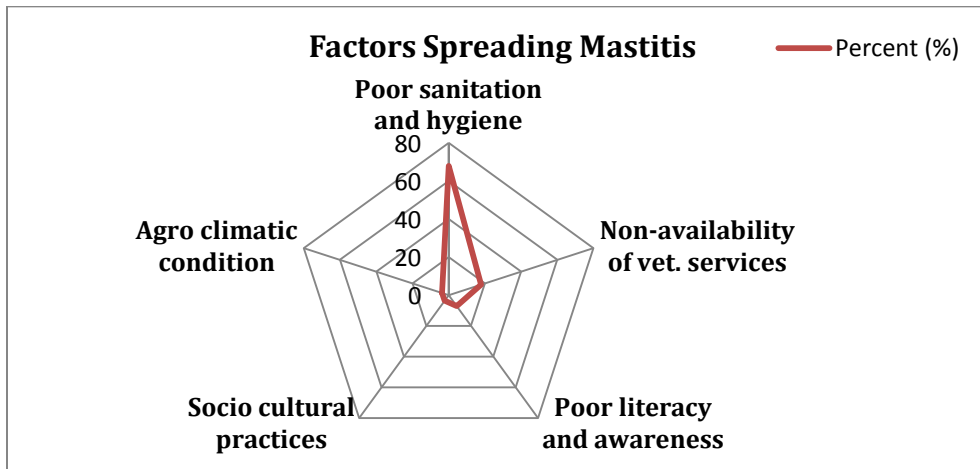 Factors Spreading Mastitis
Percent (%)
Poor sanitation
and hygiene
80
60
40
20
0
Agro climatic
condition
Non-availability
of vet. services
Socio cultural
practices
Poor literacy
and awareness